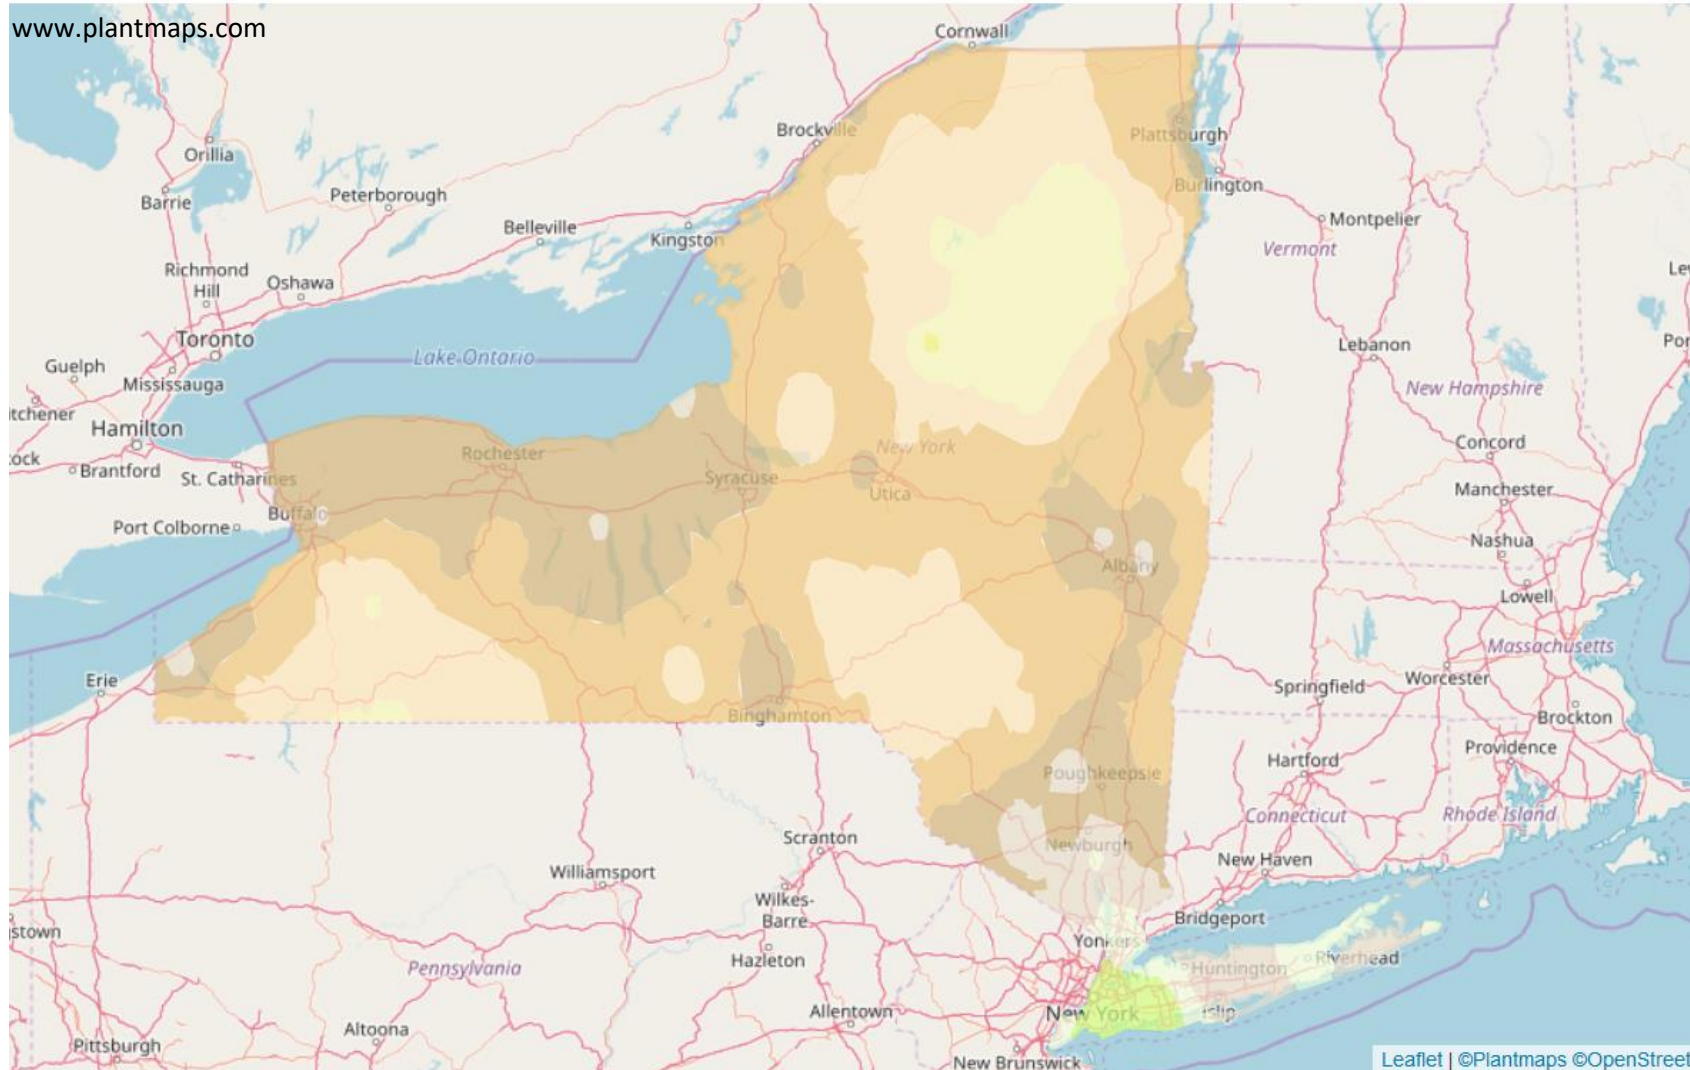 www.plantmaps.com
Cornwall
Brockville
Plattsburgh
Orillia
Burlington
Barrie
Peterborough
Montpelier
Belleville
Kingston
Vermont
Richmond
Hill
Oshawa
Toronto
Lebanon
Lake Ontario
Guelph
Mississauga
New Hampshire
itchener
Hamilton
Concord
New York
Rochester
Brantford
St. Catharines
Syracuse
Utica
Manchester
Buffalo
Port Colborne
Nashua
Albany
Lowell
Massachusetts
Erie
Springfield
Worcester
Binghamton
Brockton
Providence
Hartford
Poughkeepsie
Connecticut
Rhode Island
Scranton
Newburgh
New Haven
Williamsport
Wilkes-
Barre
Bridgeport
stown
Yonkers
Pennsylvania
Hazleton
Huntington
Riverhead
Allentown
New York
Islip
Altoona
Pittsburgh
New Brunswick
Leaflet | ©Plantmaps ©OpenStreet